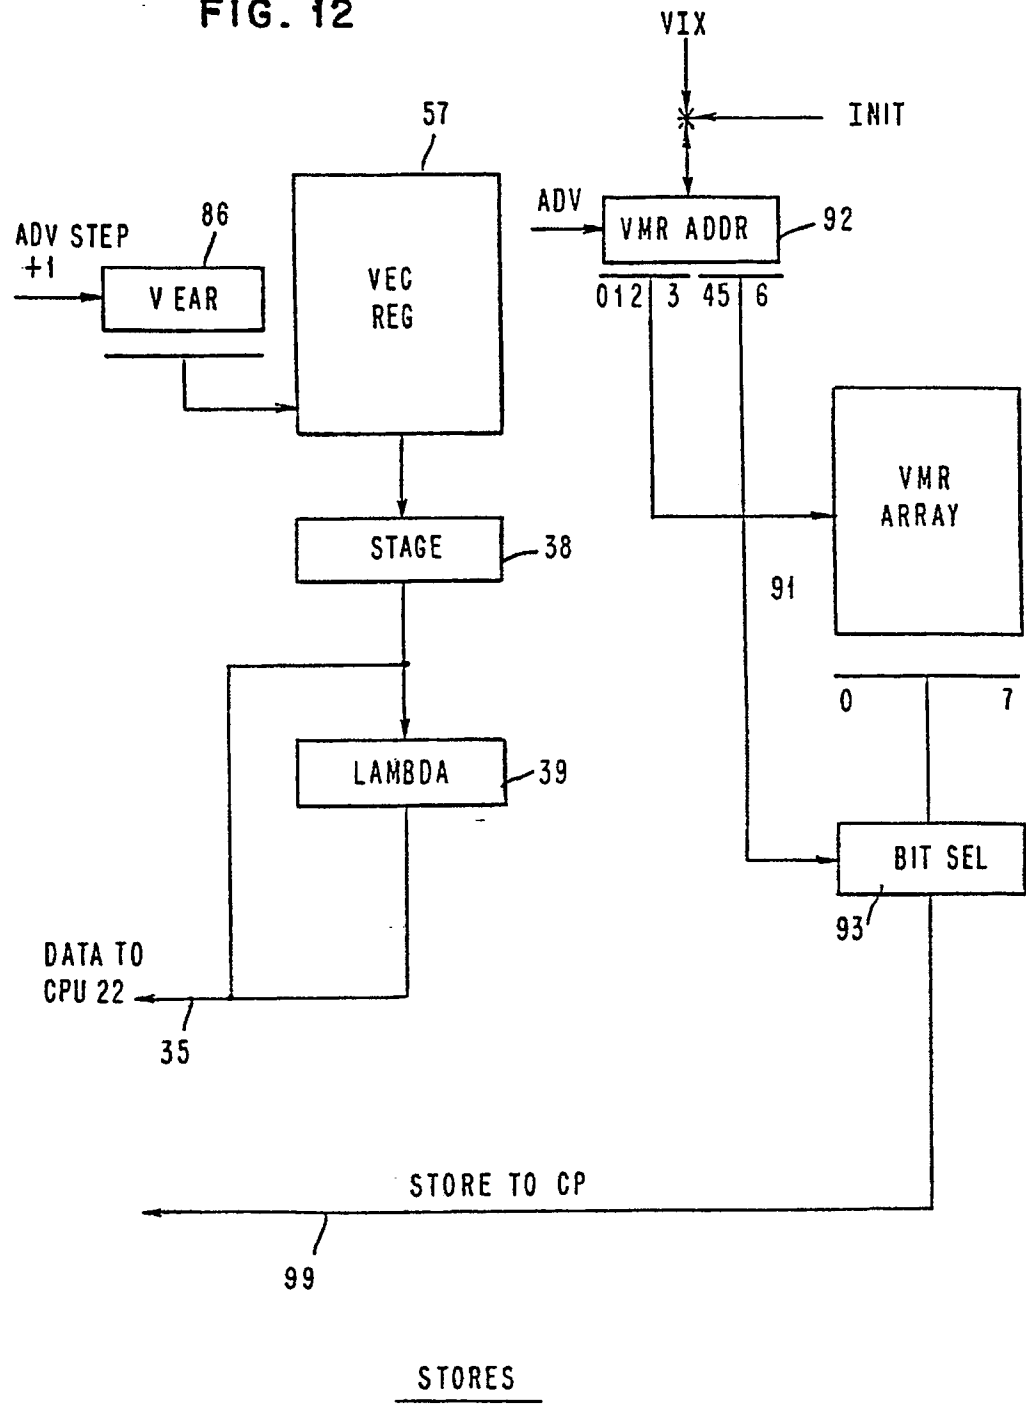 FIG. 12
VIX
INIT
57
ADV
VMR ADDR
92
86
ADV STEP
+1
V EAR
VEC
REG
012 3 45 6
VMR
ARRAY
STAGE
38
91
0 7
LAMBDA
39
BIT SEL
93
DATA TO
CPU 22
35
STORE TO CP
99
STORES